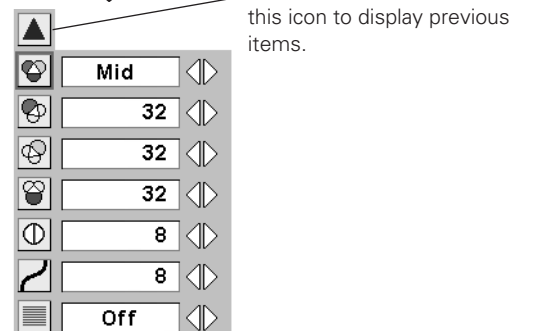 this icon to display previous
items.
Mid
32
32
32
8
8
Off